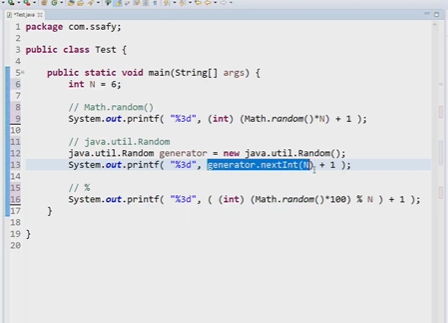 *Test.java
1 package com.ssafy;
2
3 public class Test {
4
5 public static void main(String[] args) {
6 int N = 6;
7
8 // Math.random()
9 System.out.printf( "%3d", (int) (Math.random()*N) + 1 );
10
11 // java.util.Random
12 java.util.Random generator = new java.util.Random();
13 System.out.printf( "%3d", generator.nextInt(N) + 1 );
14
15 // %
16 System.out.printf( "%3d", ( (int) (Math.random()*100) % N ) + 1 );
17 }
18
19 }
20